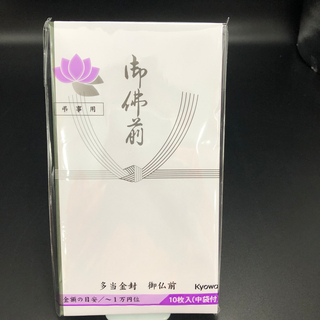 御佛前
弔事用
多当金封 御仏前
Kyowa
金額の目安/~1万円位
10枚入(中袋付